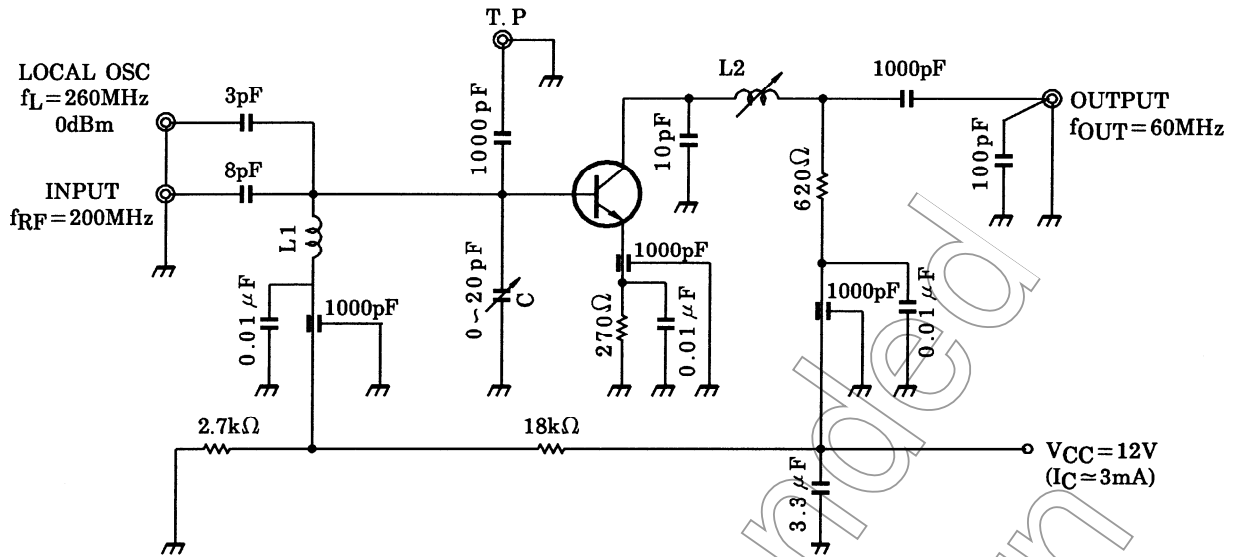 T.P
LOCAL OSC
fL=260MHz
0dBm
3pF
INPUT
fRF=200MHz
8pF
1000pF
L1
0.01μF
1000pF
0~20pF
C
10pF
L2
1000pF
OUTPUT
fOUT=60MHz
100pF
620Ω
1000pF
270Ω
0.01μF
1000pF
0.01μF
2.7kΩ
18kΩ
3.3μF
VCC=12V
(IC≃3mA)
nded
n